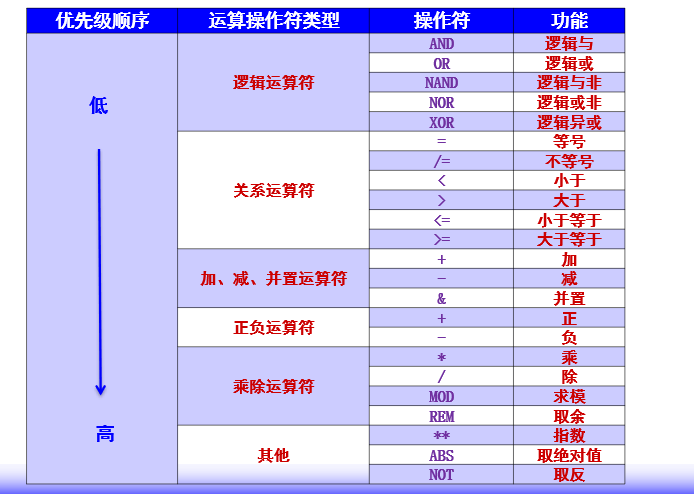 优先级顺序 运算操作符类型 操作符 功能
低
高
逻辑运算符
AND 逻辑与
OR 逻辑或
NAND 逻辑与非
NOR 逻辑或非
XOR 逻辑异或
关系运算符
= 等号
/= 不等号
< 小于
> 大于
<= 小于等于
>= 大于等于
加、减、并置运算符
+ 加
- 减
& 并置
正负运算符
+ 正
- 负
乘除运算符
* 乘
/ 除
MOD 求模
REM 取余
其他
** 指数
ABS 取绝对值
NOT 取反